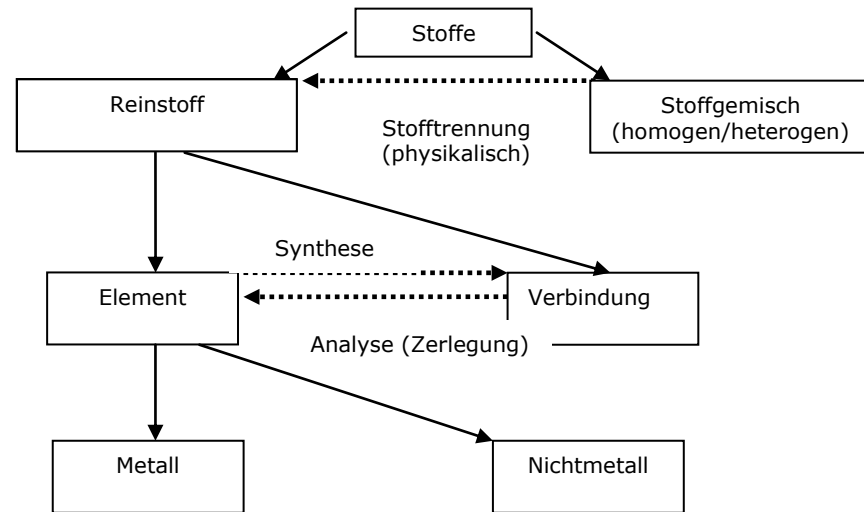 Stoffe
Reinstoff
Stoffgemisch
(homogen/heterogen)
Stofftrennung
(physikalisch)
Synthese
Element
Verbindung
Analyse (Zerlegung)
Metall
Nichtmetall